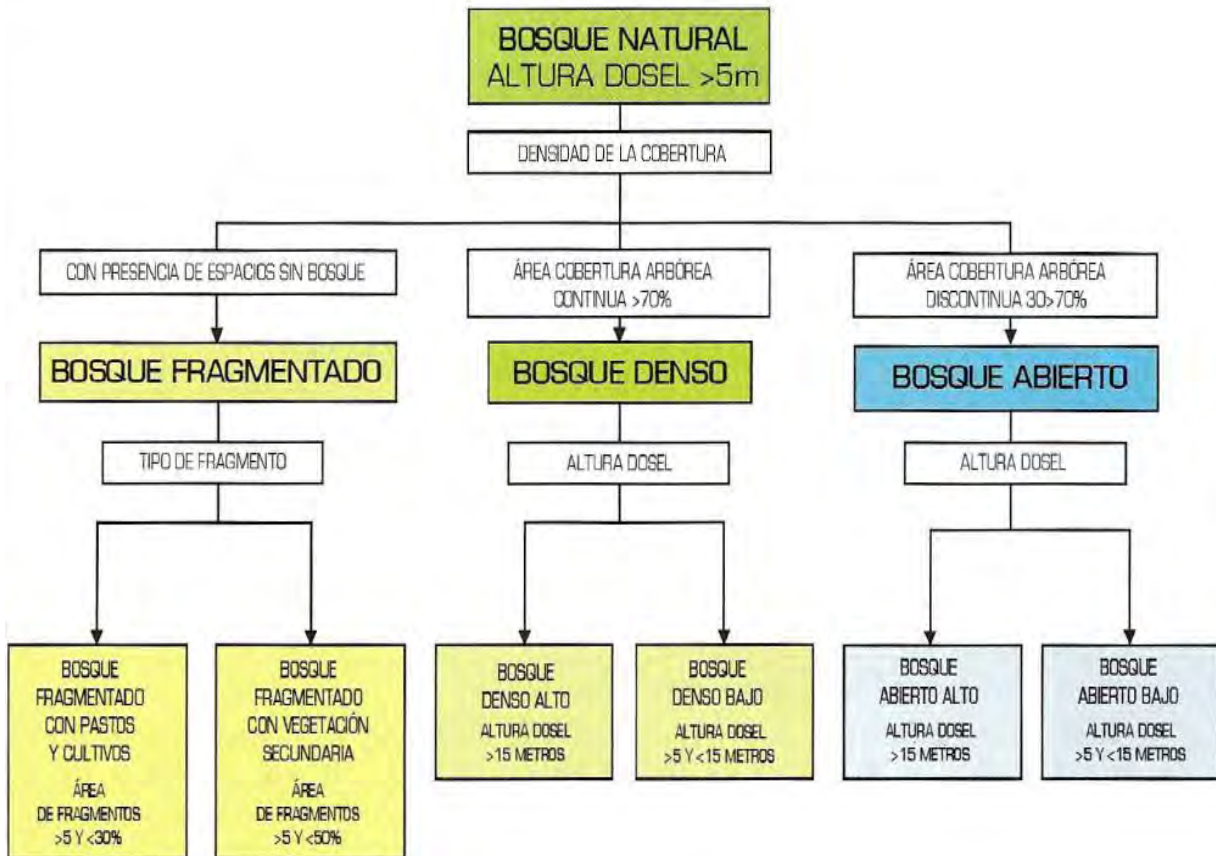 BOSQUE NATURAL
ALTURA DOSEL >5m
DENSIDAD DE LA COBERTURA
CON PRESENCIA DE ESPACIOS SIN BOSQUE
ÁREA COBERTURA ARBÓREA
CONTINUA >70%
ÁREA COBERTURA ARBÓREA
DISCONTINUA 30>70%
BOSQUE FRAGMENTADO
BOSQUE DENSO
BOSQUE ABIERTO
TIPO DE FRAGMENTO
ALTURA DOSEL
ALTURA DOSEL
BOSQUE
FRAGMENTADO
CON PASTOS
Y CULTIVOS
ÁREA
DE FRAGMENTOS
>5 Y <30%
BOSQUE
FRAGMENTADO
CON VEGETACIÓN
SECUNDARIA
ÁREA
DE FRAGMENTOS
>5 Y <50%
BOSQUE
DENSO ALTO
ALTURA DOSEL
>15 METROS
BOSQUE
DENSO BAJO
ALTURA DOSEL
>5 Y <15 METROS
BOSQUE
ABIERTO ALTO
ALTURA DOSEL
>15 METROS
BOSQUE
ABIERTO BAJO
ALTURA DOSEL
>5 Y <15 METROS